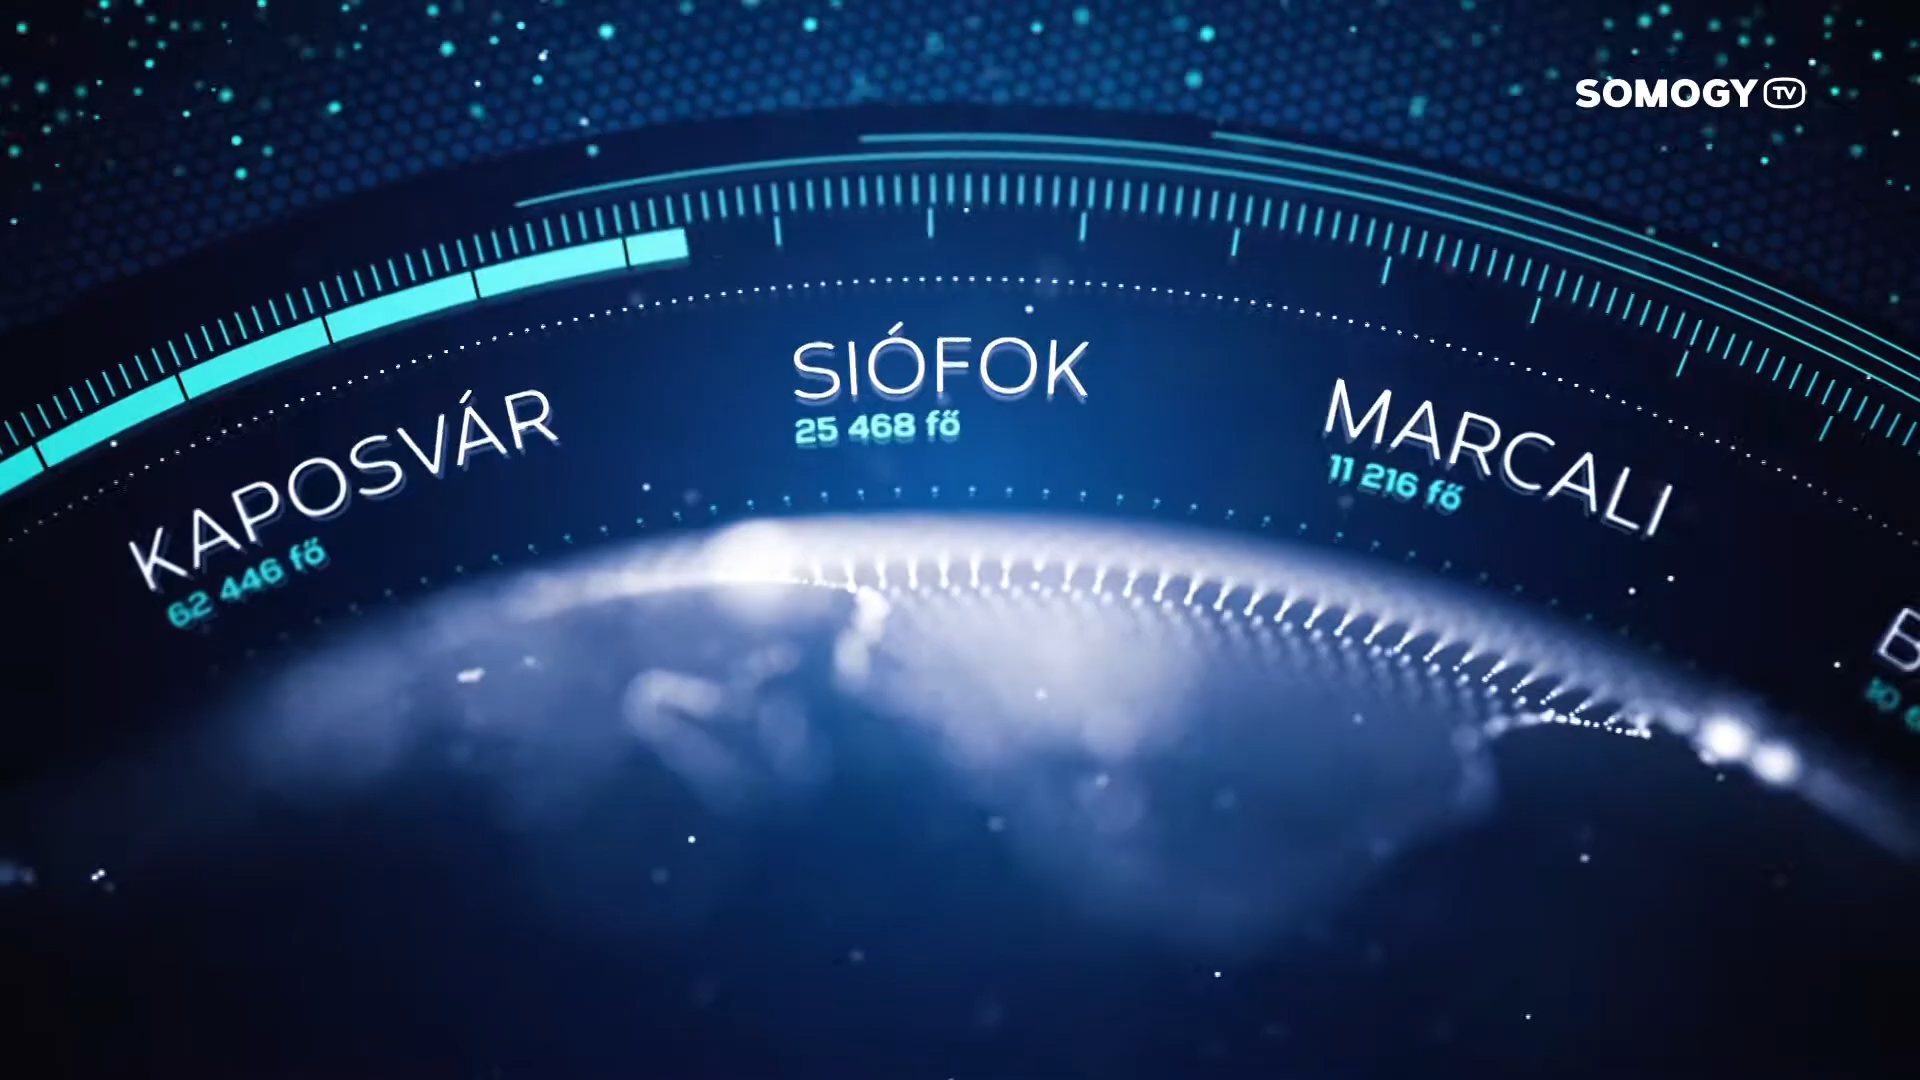 SOMOGY TV
KAPOSVÁR
62 446 fő
SIÓFOK
25 468 fő
MARCALI
11 216 fő